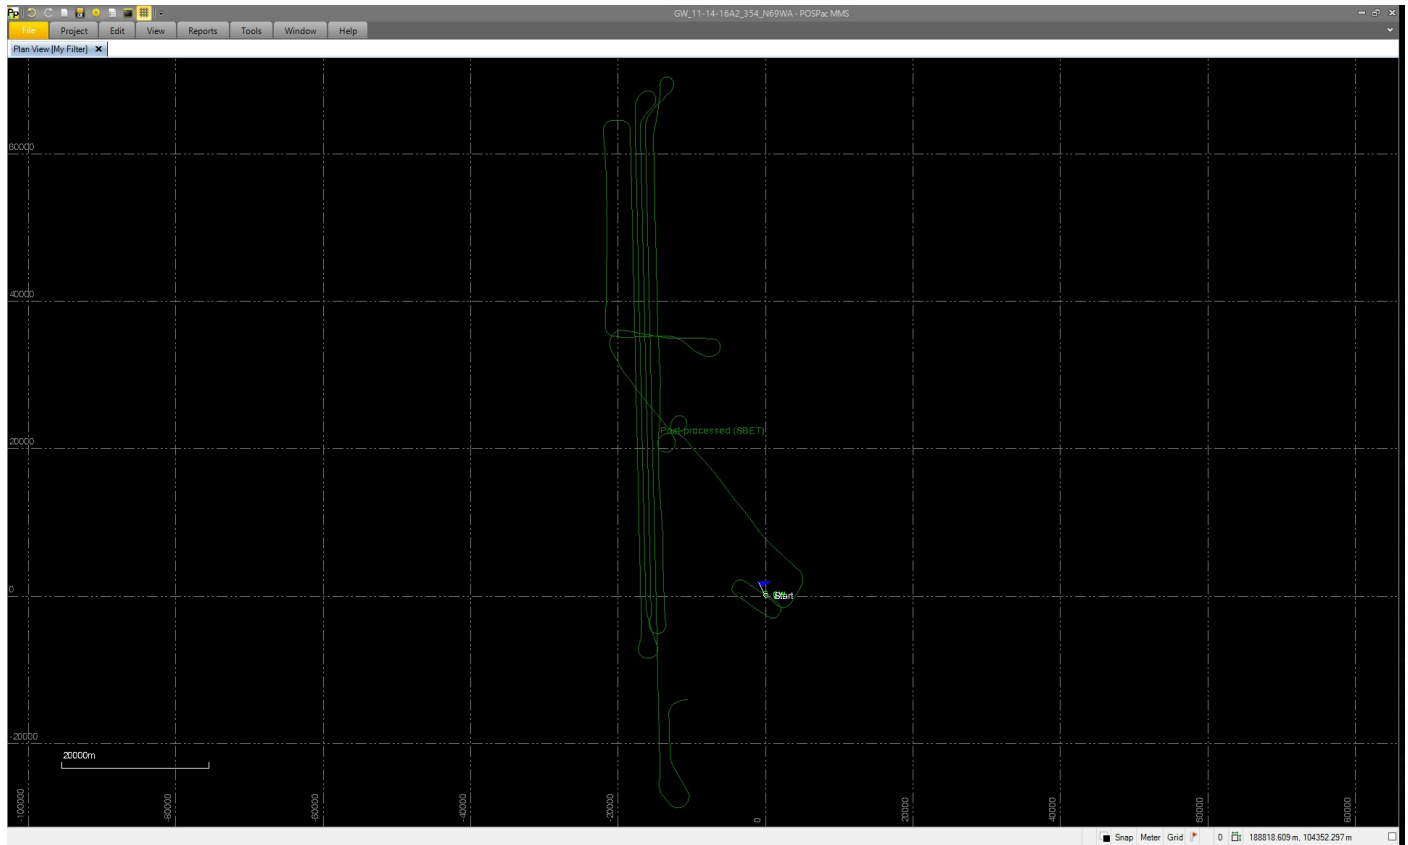 Pp
GW_11-14-16A2_354_N69WA - POSPac MMS
File Project Edit View Reports Tools Window Help
Plan View [My Filter]
60000
40000
20000
Post-processed (SBET)
0
Start
-20000
20000m
-100000 -80000 -60000 -40000 -20000 0 20000 40000 60000 80000
Snap Meter Grid 0 188818.609 m, 104352.297 m